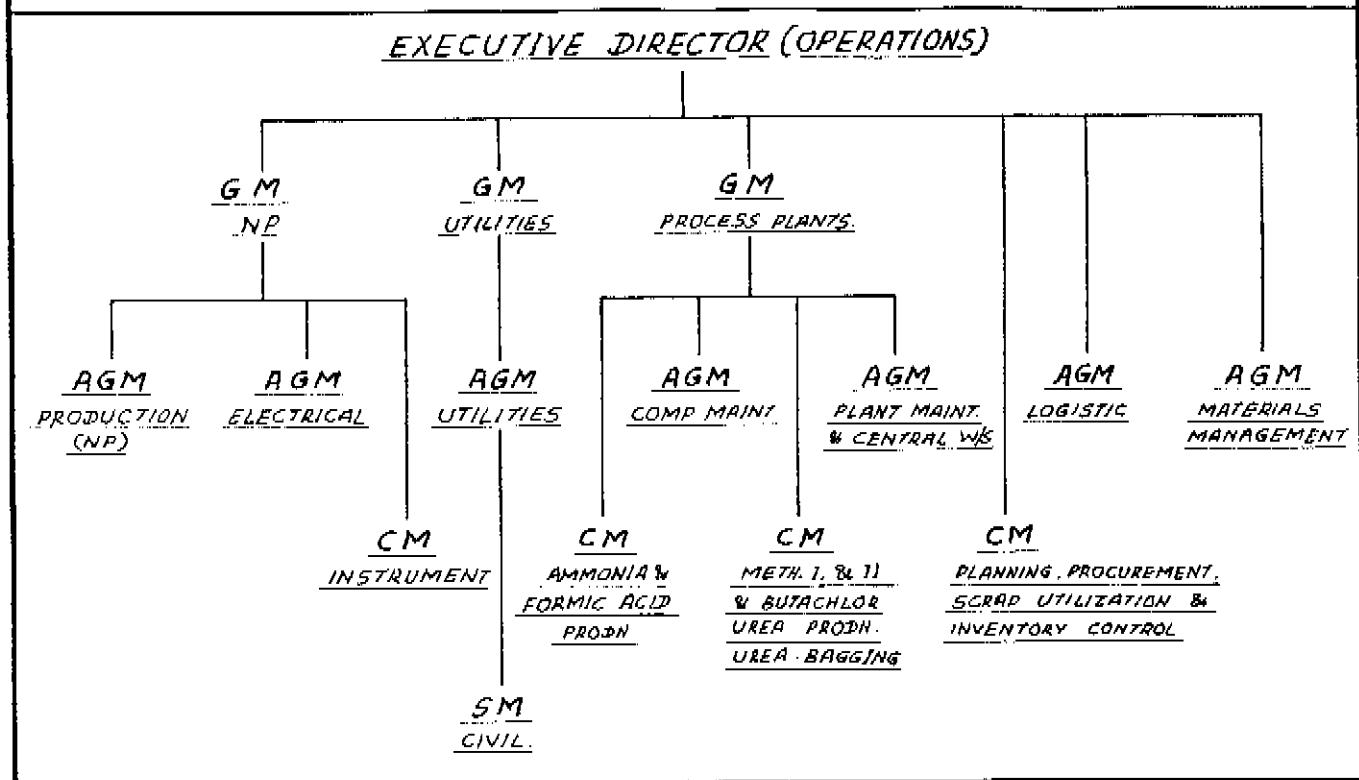 EXECUTIVE DIRECTOR (OPERATIONS)
GM
NP
GM
UTILITIES
GM
PROCESS PLANTS.
AGM
PRODUCTION
(NP)
AGM
ELECTRICAL
AGM
UTILITIES
AGM
COMP MAINT
AGM
PLANT MAINT.
& CENTRAL W/S
AGM
LOGISTIC
AGM
MATERIALS
MANAGEMENT
CM
INSTRUMENT
CM
AMMONIA &
FORMIC ACID
PRODN
CM
METH. I, & II
& BUTACHLOR
UREA PRODN.
UREA-BAGGING
CM
PLANNING, PROCUREMENT,
SCRAP UTILIZATION &
INVENTORY CONTROL
SM
CIVIL.